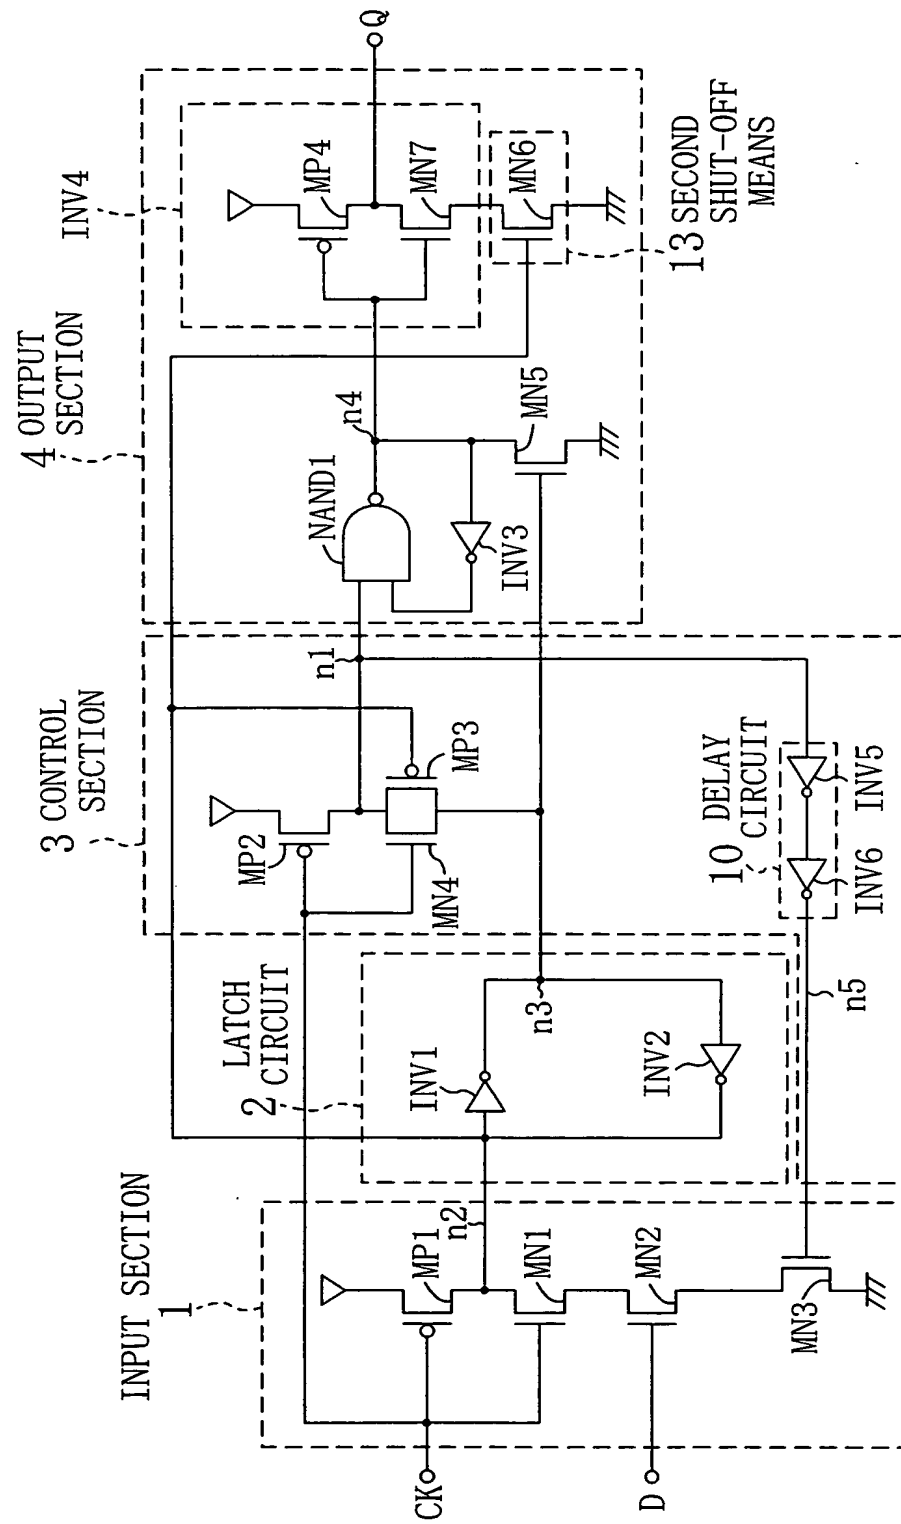 INPUT SECTION
1
CK
D
MP1
MN1
MN2
MN3
n2
2 LATCH
CIRCUIT
INV1
INV2
n3
n5
3 CONTROL
SECTION
MP2
MN4
MP3
n1
10 DELAY
CIRCUIT
INV6
INV5
4 OUTPUT
SECTION
NAND1
INV3
n4
MN5
INV4
MP4
MN7
MN6
13 SECOND
SHUT-OFF
MEANS
Q